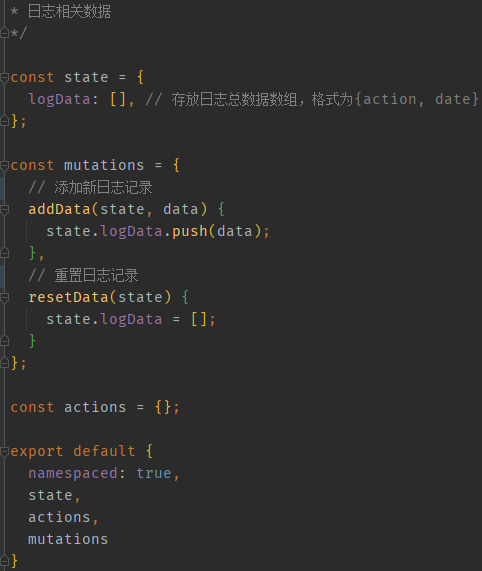 * 日志相关数据
*/
const state = {
logData: [], // 存放日志总数据数组，格式为{action, date}
};
const mutations = {
// 添加新日志记录
addData(state, data) {
state.logData.push(data);
},
// 重置日志记录
resetData(state) {
state.logData = [];
}
};
const actions = {};
export default {
namespaced: true,
state,
actions,
mutations
}